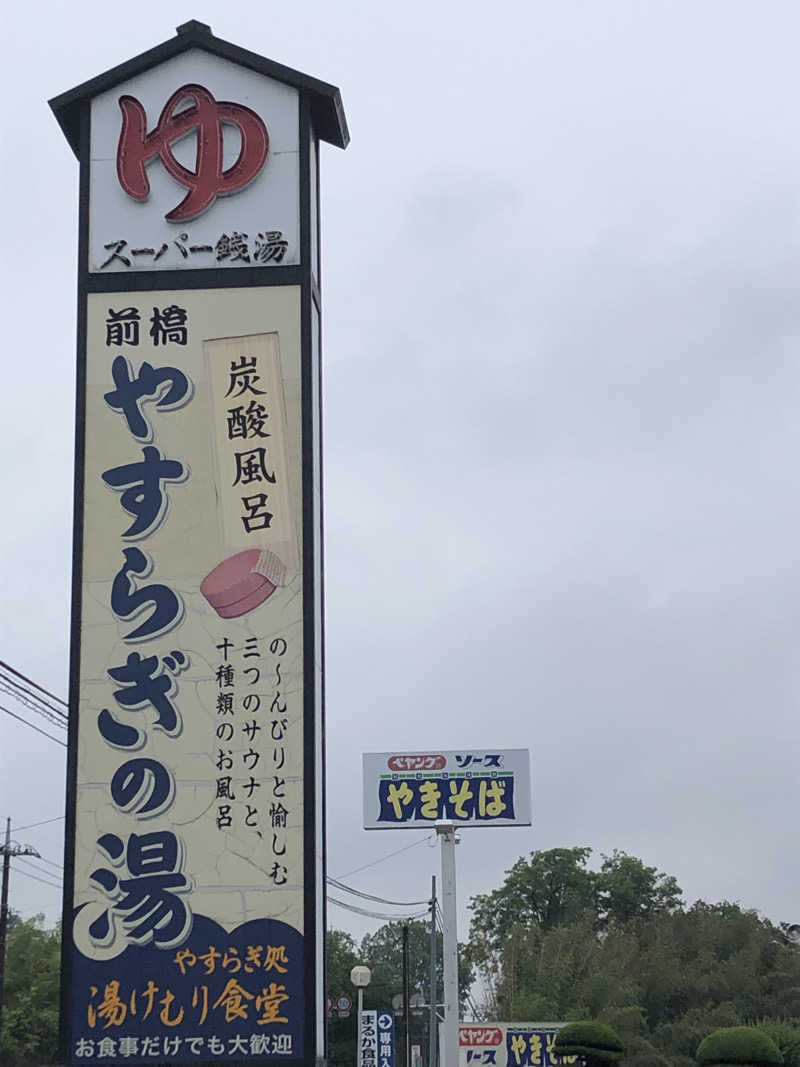 ゆ
スーパー銭湯
前橋
やすらぎの湯
炭酸風呂
の〜んびりと愉しむ
三つのサウナと、
十種類のお風呂
やすらぎ処
湯けむり食堂
お食事だけでも大歓迎
ペヤング ソース
やきそば
まるか食品
専用入
ペヤング
ソース
やきそ